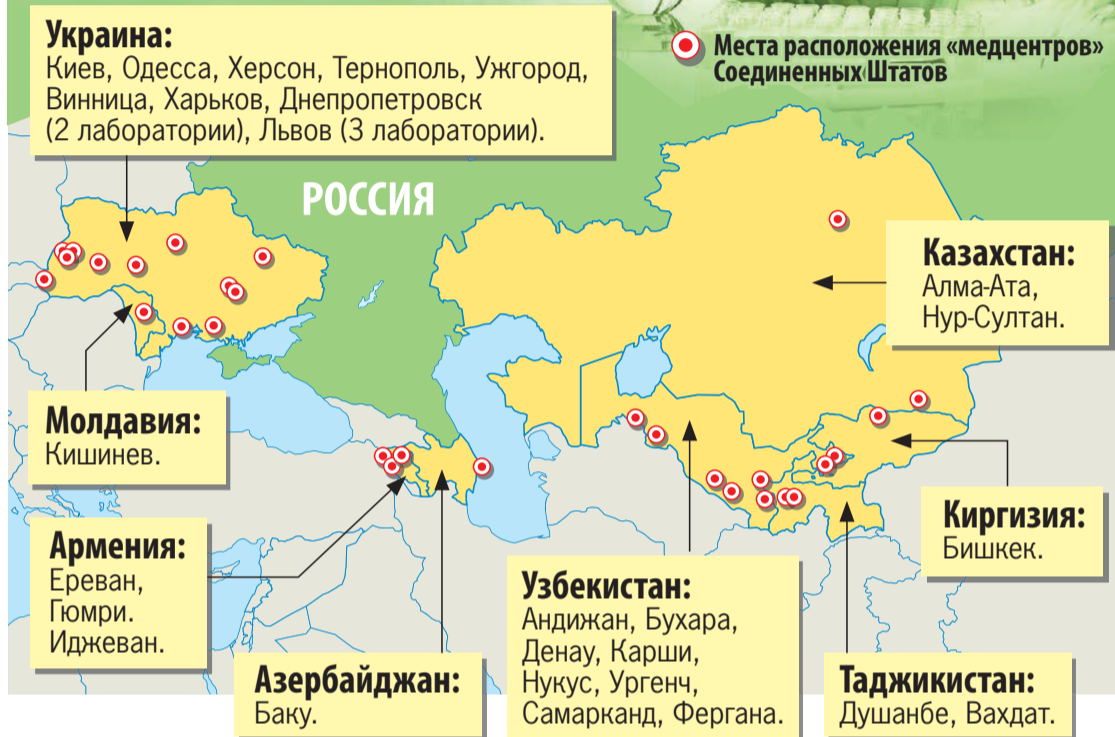 Украина:
Киев, Одесса, Херсон, Тернополь, Ужгород,
Винница, Харьков, Днепропетровск
(2 лаборатории), Львов (3 лаборатории).
Места расположения «медцентров»
Соединенных Штатов
РОССИЯ
Казахстан:
Алма-Ата,
Нур-Султан.
Молдавия:
Кишинев.
Армения:
Ереван,
Гюмри.
Иджеван.
Азербайджан:
Баку.
Узбекистан:
Андижан, Бухара,
Денау, Карши,
Нукус, Ургенч,
Самарканд, Фергана.
Киргизия:
Бишкек.
Таджикистан:
Душанбе, Вахдат.